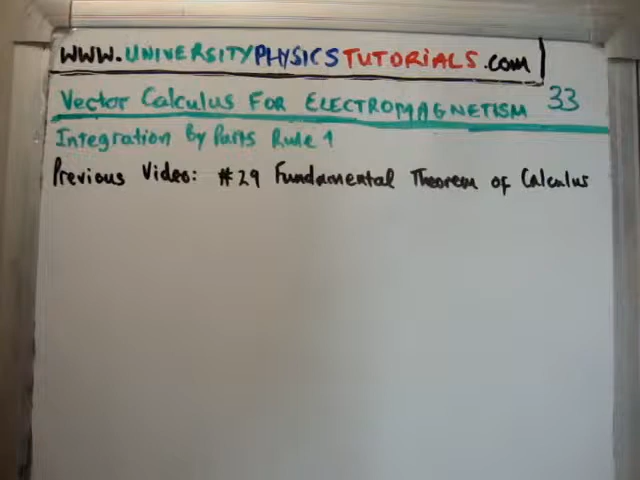 WWW.UNIVERSITYPHYSICSTUTORIALS.COM
Vector Calculus FOR ELECTROMAGNETISM 33
Integration By Parts Rule 1
Previous Video: #29 Fundamental Theorem of Calculus